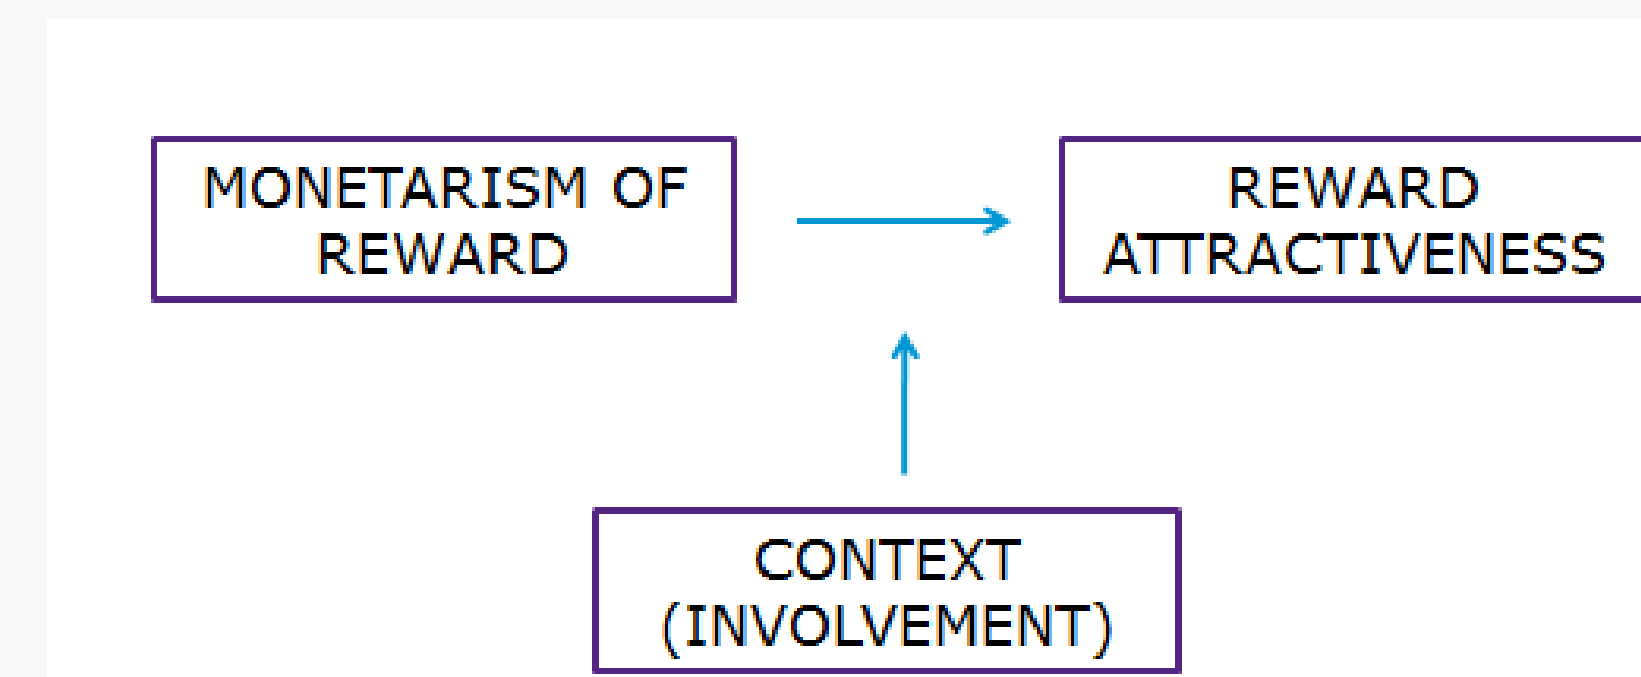 MONETARISM OF
REWARD
REWARD
ATTRACTIVENESS
CONTEXT
(INVOLVEMENT)